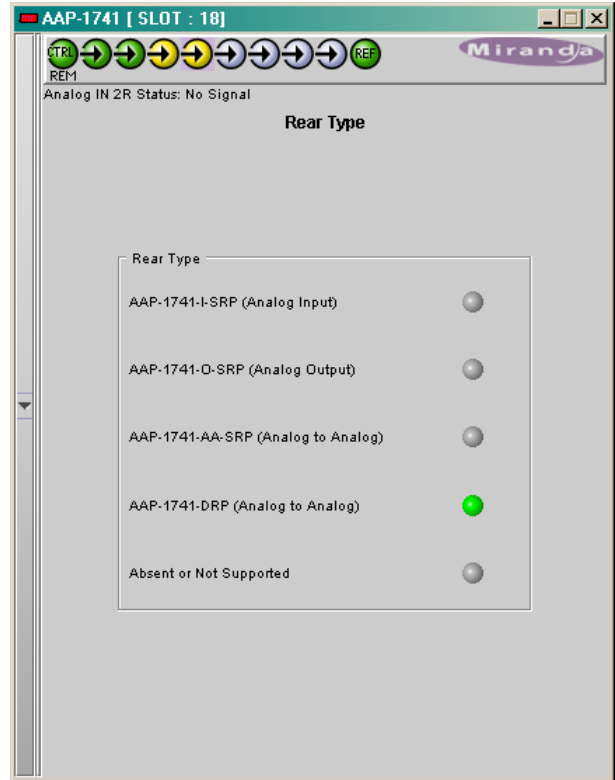 AAP-1741 [ SLOT : 18]
CTRL REF
REM
Miranda
Analog IN 2R Status: No Signal
Rear Type
Rear Type
AAP-1741-I-SRP (Analog Input)
AAP-1741-O-SRP (Analog Output)
AAP-1741-AA-SRP (Analog to Analog)
AAP-1741-DRP (Analog to Analog)
Absent or Not Supported